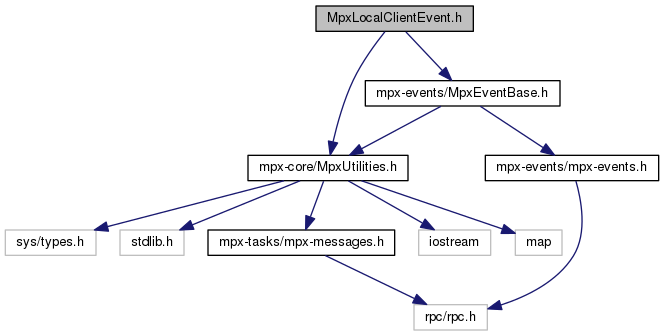 MpxLocalClientEvent.h
mpx-events/MpxEventBase.h
mpx-core/MpxUtilities.h
mpx-events/mpx-events.h
sys/types.h
stdlib.h
mpx-tasks/mpx-messages.h
iostream
map
rpc/rpc.h